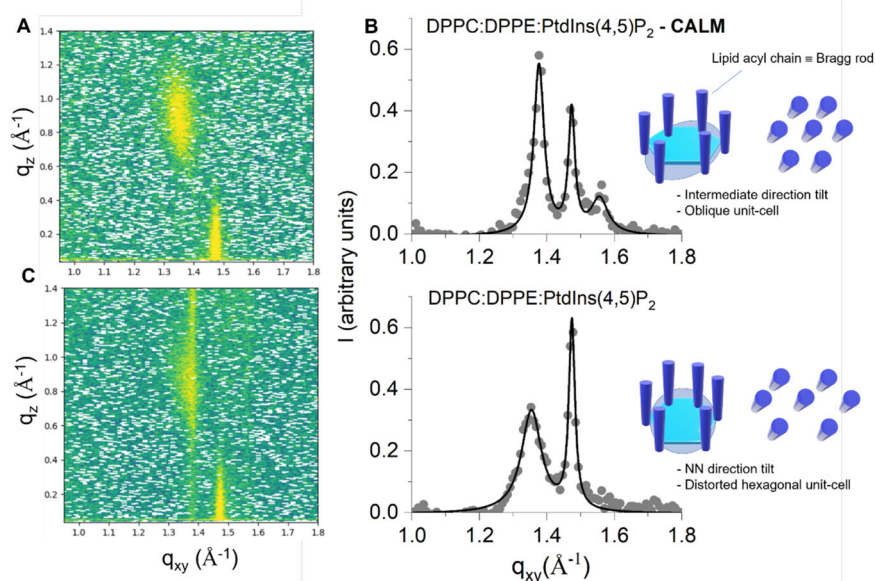 A
1.4
1.2
1.0
0.8
0.6
0.4
0.2
q_z (Å⁻¹)
1.0 1.1 1.2 1.3 1.4 1.5 1.6 1.7 1.8
C
1.4
1.2
1.0
0.8
0.6
0.4
0.2
q_z (Å⁻¹)
1.0 1.1 1.2 1.3 1.4 1.5 1.6 1.7 1.8
q_xy (Å⁻¹)
B
DPPC:DPPE:PtdIns(4,5)P₂ - CALM
Lipid acyl chain ≡ Bragg rod
0.6
0.4
0.2
0.0
- Intermediate direction tilt
- Oblique unit-cell
1.0 1.2 1.4 1.6 1.8
I (arbitrary units)
DPPC:DPPE:PtdIns(4,5)P₂
0.6
0.4
0.2
0.0
- NN direction tilt
- Distorted hexagonal unit-cell
1.0 1.2 1.4 1.6 1.8
q_xy(Å⁻¹)